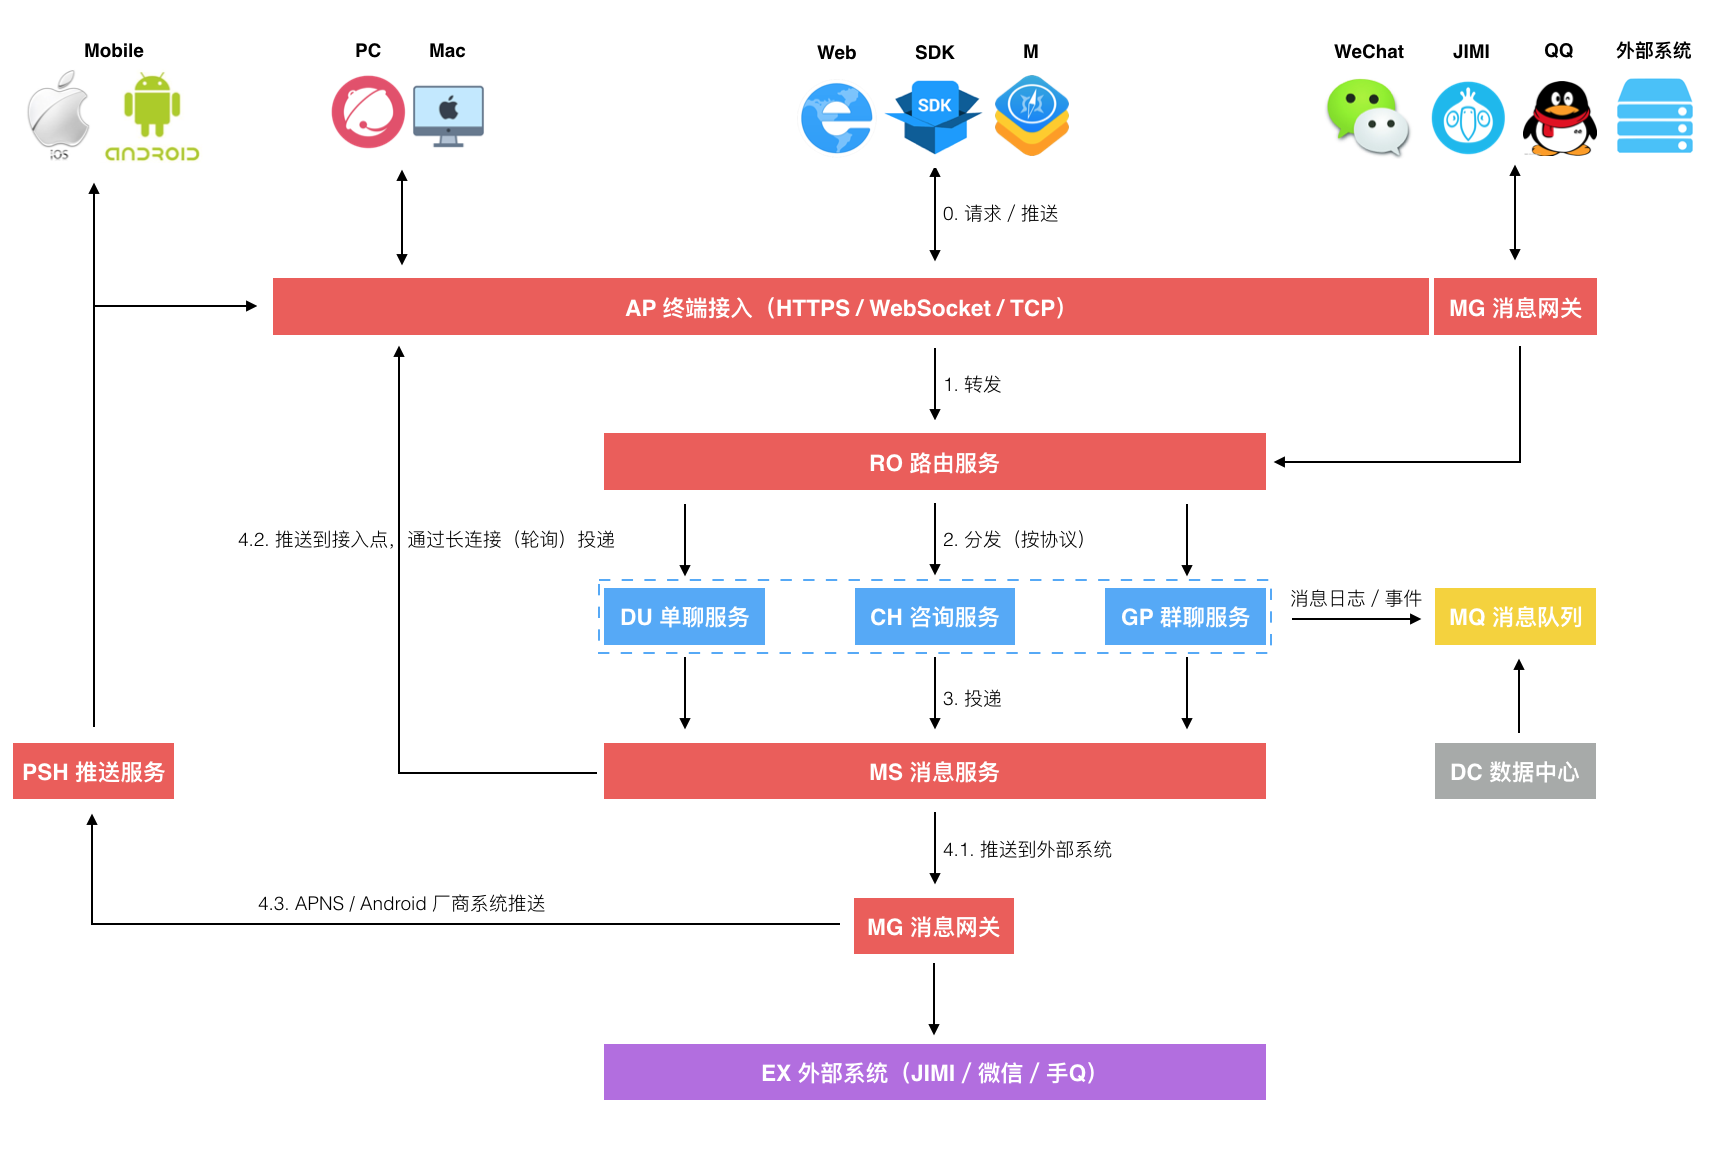 Mobile
PC
Mac
Web
SDK
M
WeChat
JIMI
QQ
外部系统
iOS
ANDROID
SDK
0. 请求 / 推送
AP 终端接入（HTTPS / WebSocket / TCP）
MG 消息网关
1. 转发
RO 路由服务
4.2. 推送到接入点，通过长连接（轮询）投递
2. 分发（按协议）
DU 单聊服务
CH 咨询服务
GP 群聊服务
消息日志 / 事件
MQ 消息队列
3. 投递
PSH 推送服务
MS 消息服务
DC 数据中心
4.1. 推送到外部系统
4.3. APNS / Android 厂商系统推送
MG 消息网关
EX 外部系统（JIMI / 微信 / 手Q）